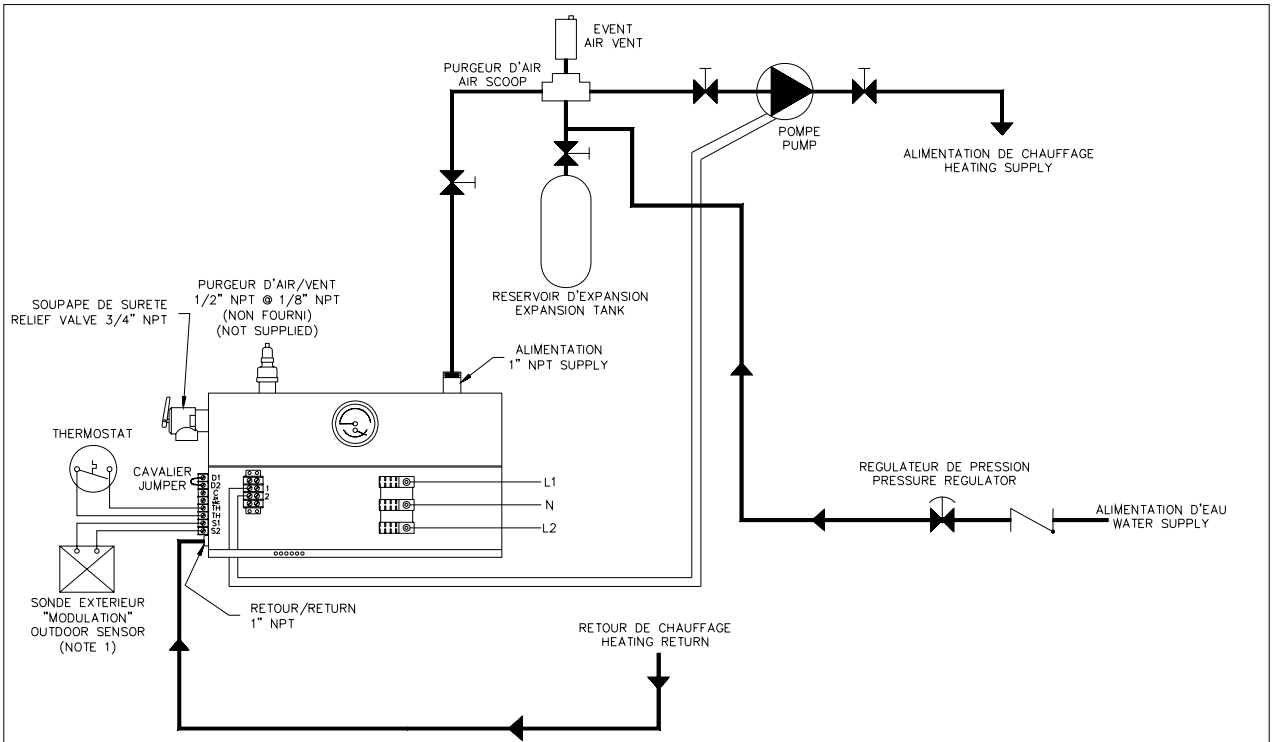 EVENT
AIR VENT
PURGEUR D'AIR
AIR SCOOP
POMPE
PUMP
ALIMENTATION DE CHAUFFAGE
HEATING SUPPLY
PURGEUR D'AIR/VENT
1/2" NPT @ 1/8" NPT
(NON FOURNI)
(NOT SUPPLIED)
SOUPAPE DE SURETE
RELIEF VALVE 3/4" NPT
RESERVOIR D'EXPANSION
EXPANSION TANK
ALIMENTATION
1" NPT SUPPLY
THERMOSTAT
CAVALIER
JUMPER
D1
D2
C
TH
TH
S1
S2
1
2
L1
N
L2
REGULATEUR DE PRESSION
PRESSURE REGULATOR
ALIMENTATION D'EAU
WATER SUPPLY
SONDE EXTERIEUR
"MODULATION"
OUTDOOR SENSOR
(NOTE 1)
RETOUR/RETURN
1" NPT
RETOUR DE CHAUFFAGE
HEATING RETURN